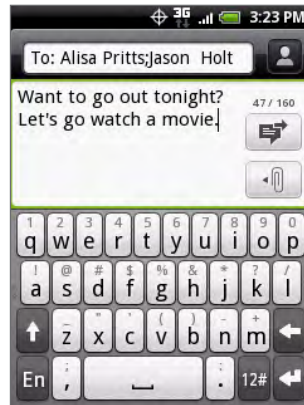 3G 3:23 PM
To: Alisa Pritts;Jason Holt
Want to go out tonight?
47 / 160
Let's go watch a movie.
1 2 3 4 5 6 7 8 9 0
q w e r t y u i o p
! @ # $ % & * ? /
a s d f g h j k l
_ : ( ) - +
z x c v b n m
En , ; . : 12#